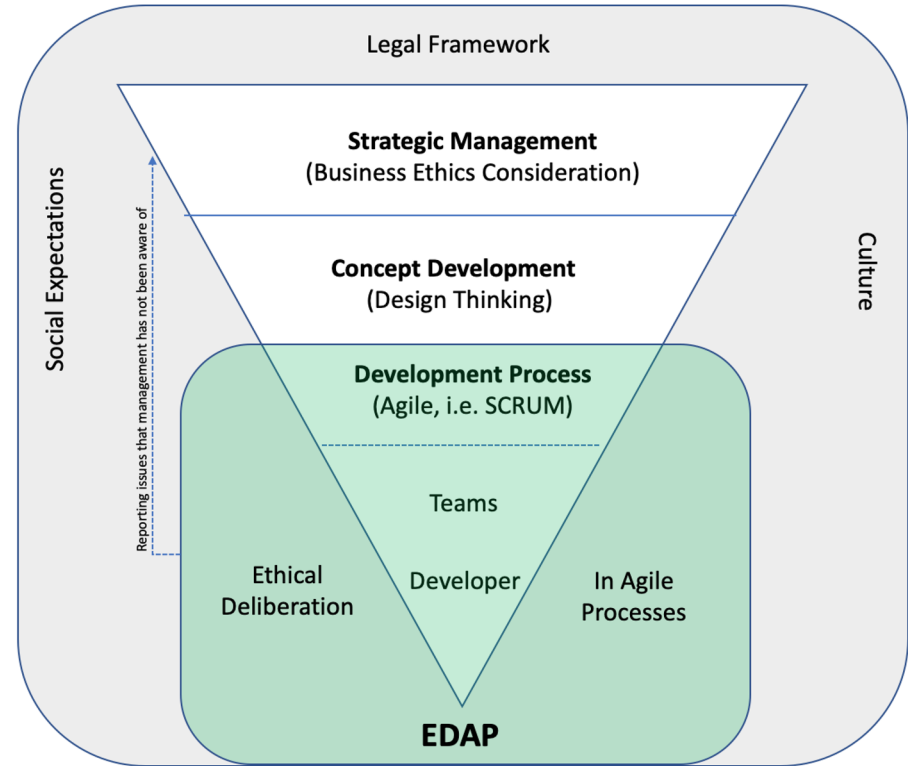 Legal Framework
Strategic Management
(Business Ethics Consideration)
Social Expectations
Reporting issues that management has not been aware of
Culture
Concept Development
(Design Thinking)
Development Process
(Agile, i.e. SCRUM)
Teams
Developer
Ethical
Deliberation
In Agile
Processes
EDAP